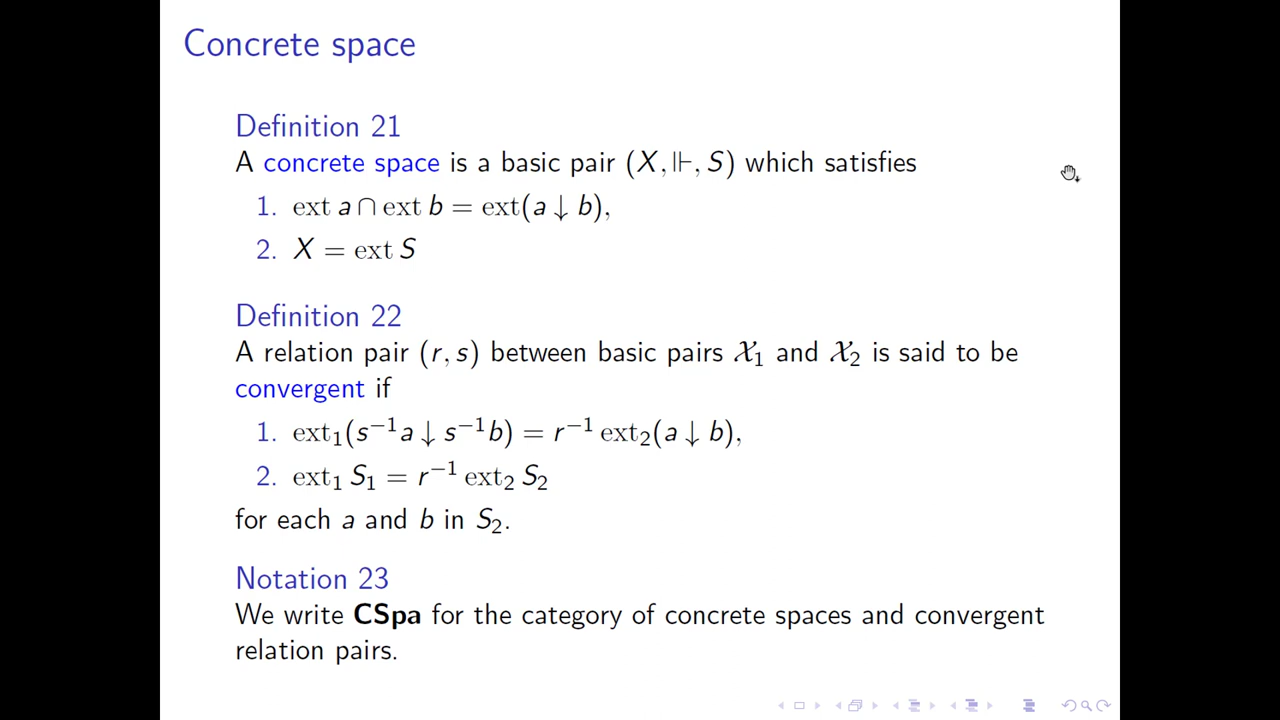 Concrete space
Definition 21
A concrete space is a basic pair (X, ⊩, S) which satisfies
1. ext a ∩ ext b = ext(a ↓ b),
2. X = ext S
Definition 22
A relation pair (r, s) between basic pairs 𝒳₁ and 𝒳₂ is said to be
convergent if
1. ext₁(s⁻¹a ↓ s⁻¹b) = r⁻¹ ext₂(a ↓ b),
2. ext₁ S₁ = r⁻¹ ext₂ S₂
for each a and b in S₂.
Notation 23
We write CSpa for the category of concrete spaces and convergent
relation pairs.